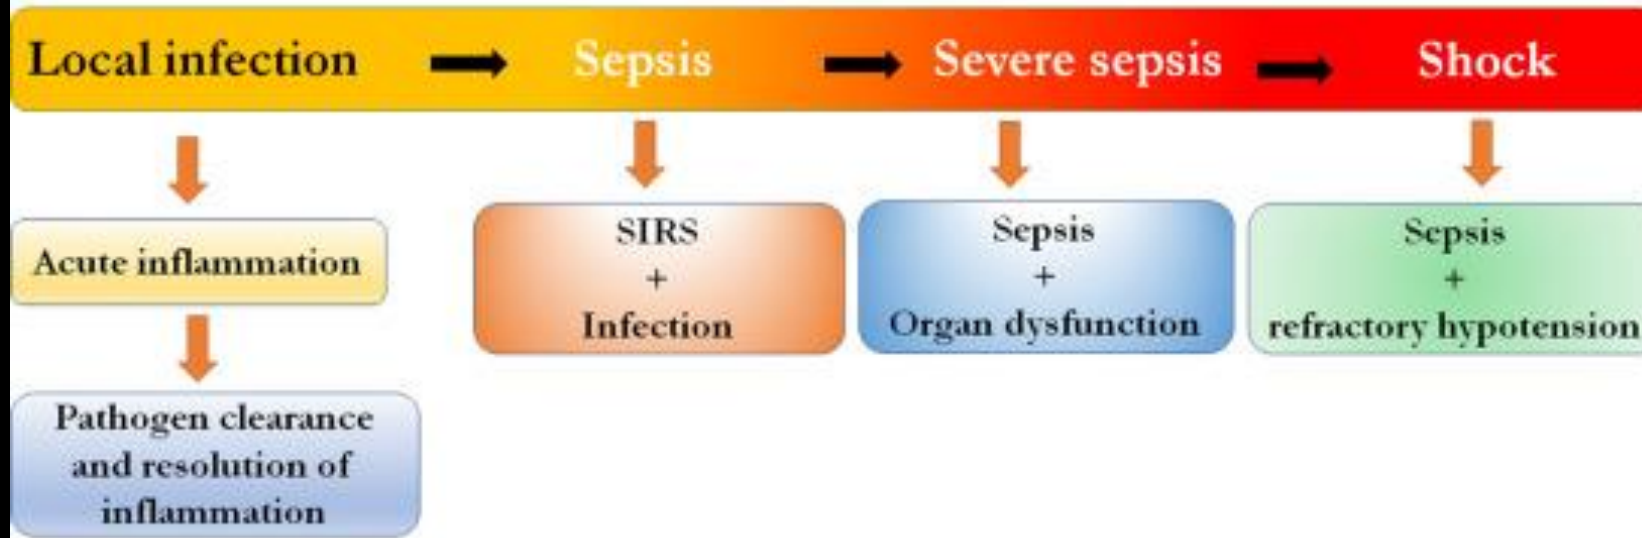 Local infection → Sepsis → Severe sepsis → Shock
Acute inflammation
Pathogen clearance
and resolution of
inflammation
SIRS
+
Infection
Sepsis
+
Organ dysfunction
Sepsis
+
refractory hypotension